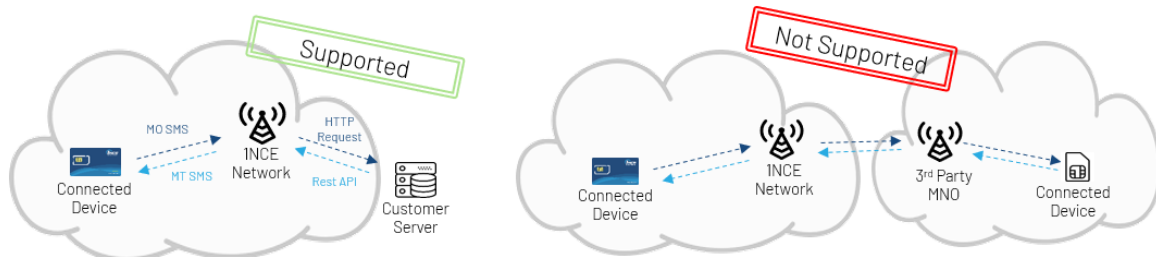 Supported
MO SMS
MT SMS
Connected
Device
1NCE
Network
HTTP
Request
Rest API
Customer
Server
Not Supported
Connected
Device
1NCE
Network
3rd Party
MNO
Connected
Device